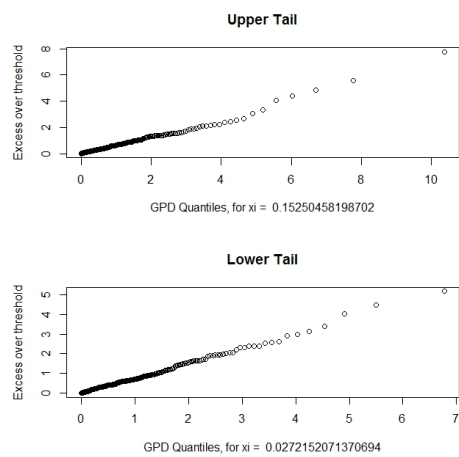 Upper Tail
Excess over threshold
0 2 4 6 8
0 2 4 6 8 10
GPD Quantiles, for xi = 0.15250458198702
Lower Tail
Excess over threshold
0 1 2 3 4 5
0 1 2 3 4 5 6 7
GPD Quantiles, for xi = 0.0272152071370694